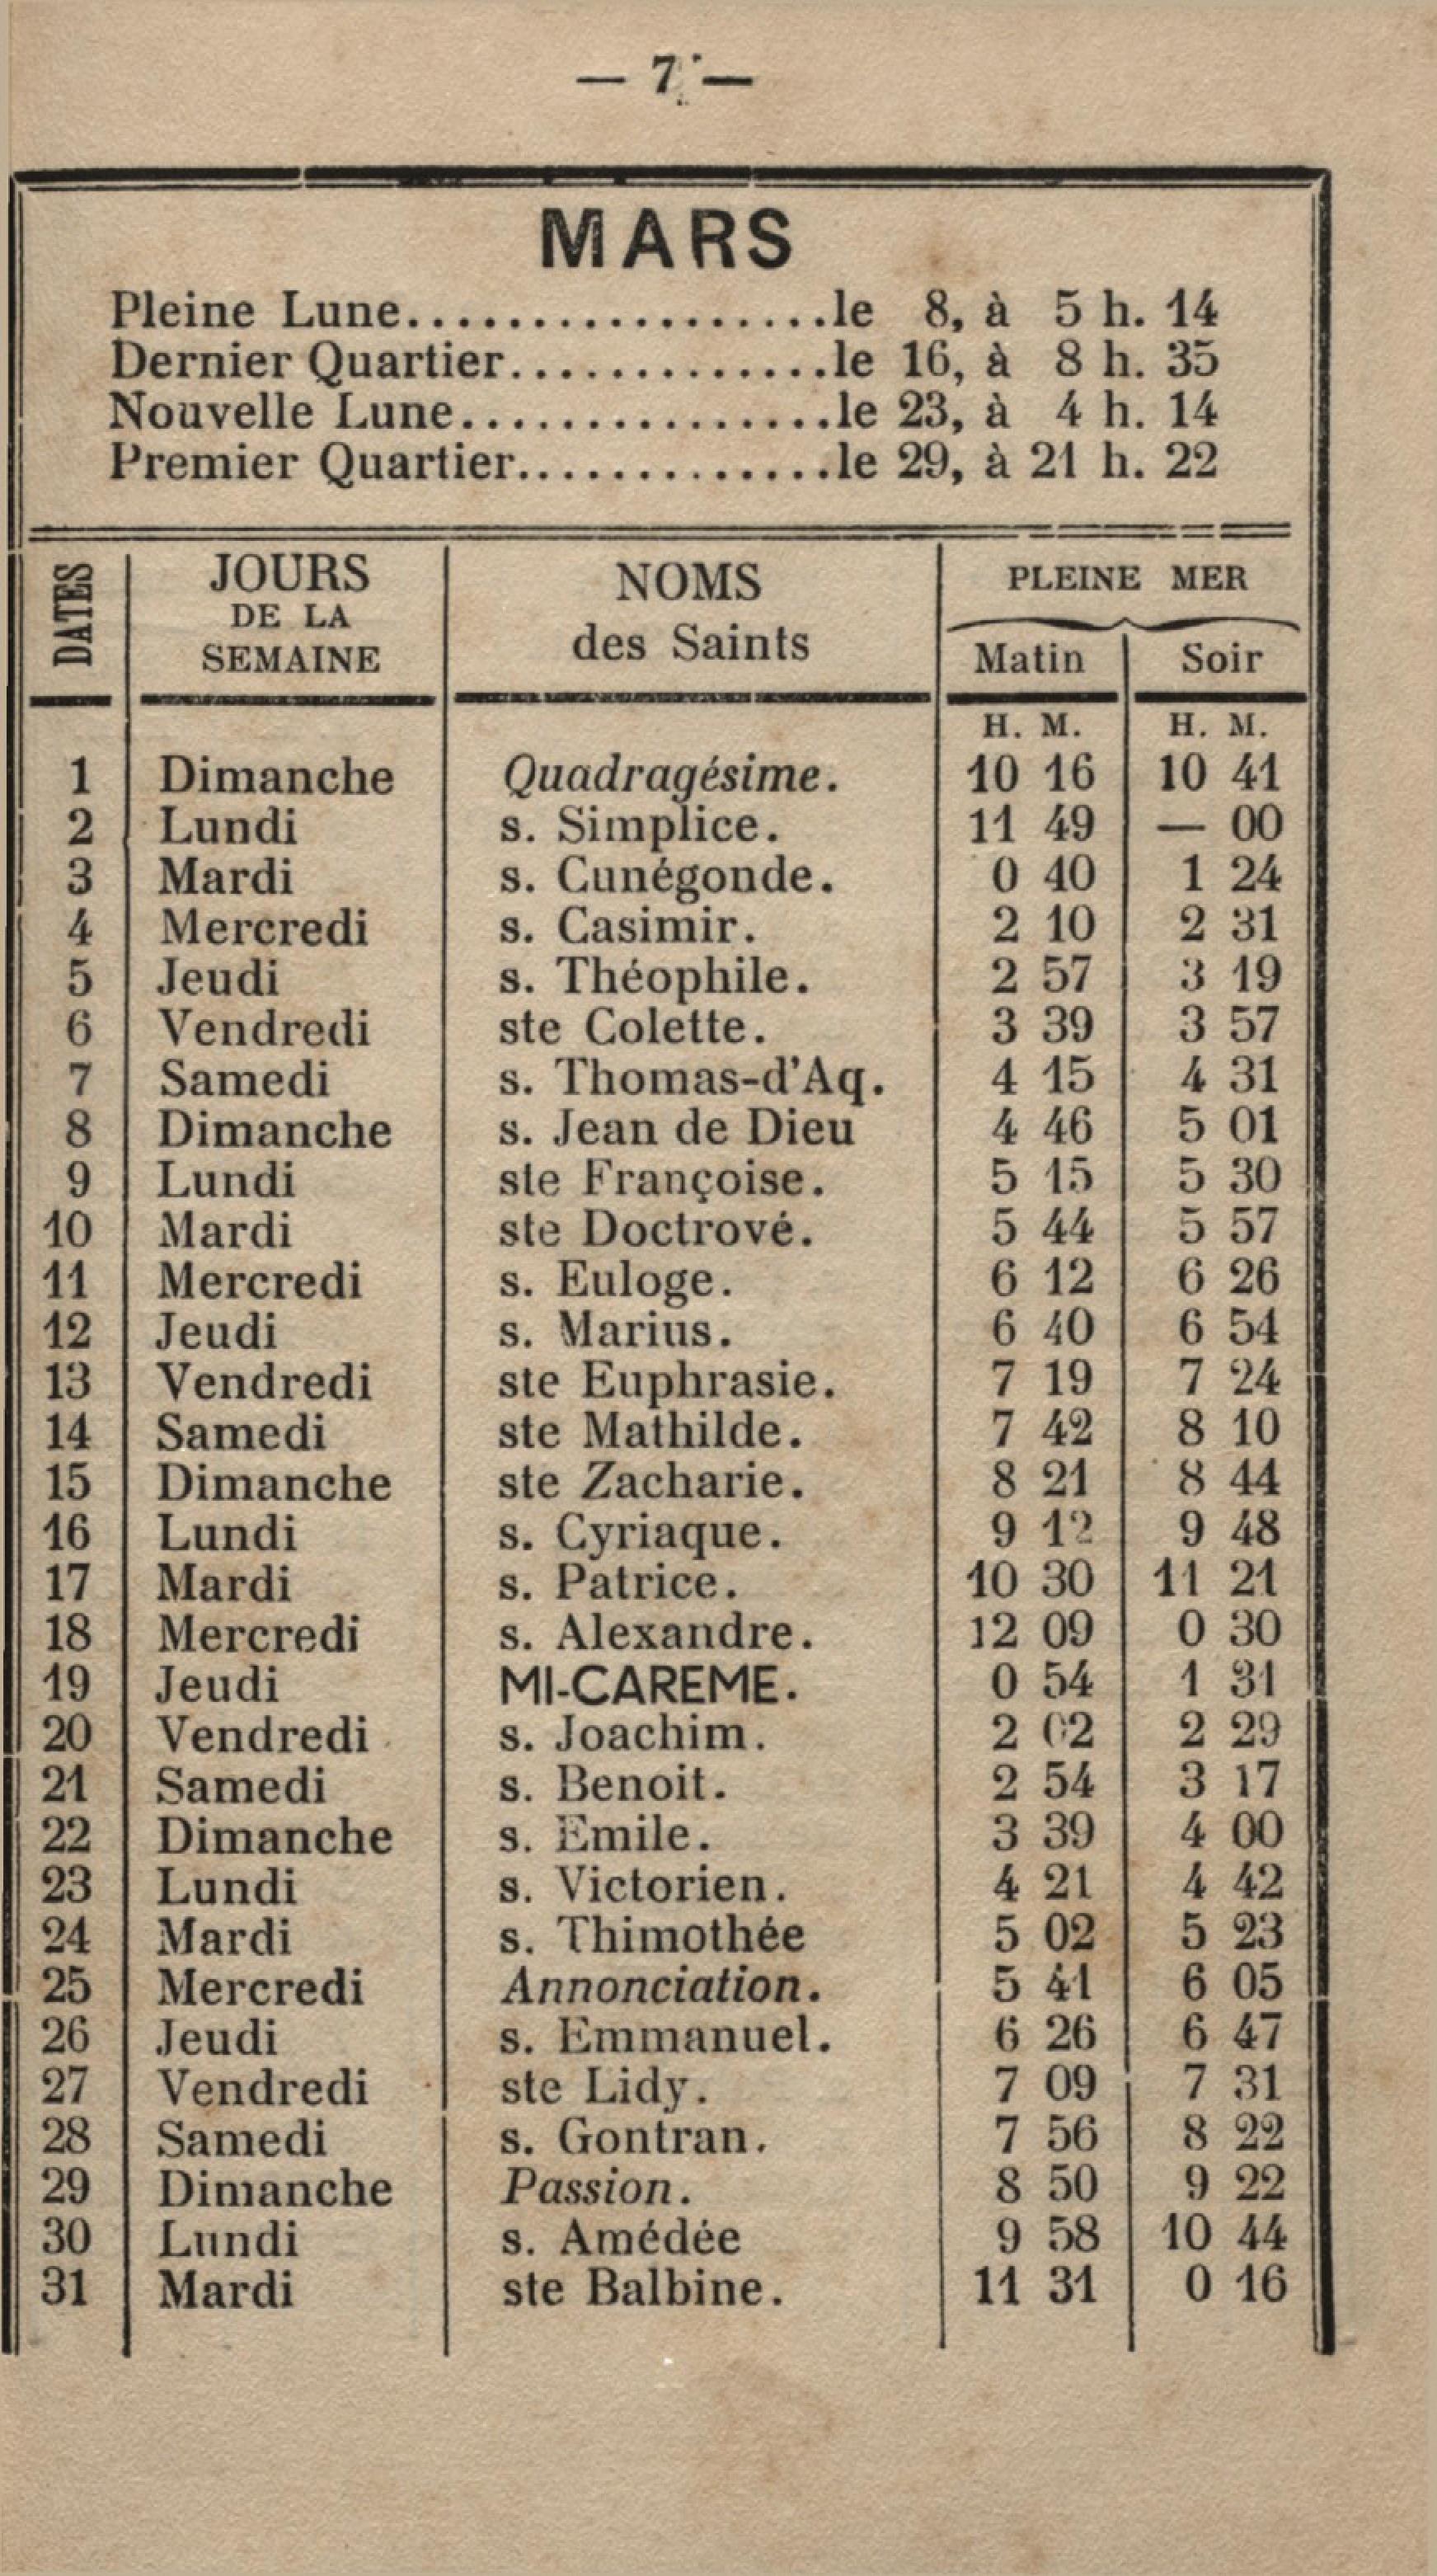 — 7 —
MARS
Pleine Lune..................le 8, à 5 h. 14
Dernier Quartier..............le 16, à 8 h. 35
Nouvelle Lune................le 23, à 4 h. 14
Premier Quartier..............le 29, à 21 h. 22
DATES JOURS DE LA SEMAINE NOMS des Saints PLEINE MER
Matin Soir
H. M. H. M.
1 Dimanche Quadragésime. 10 16 10 41
2 Lundi s. Simplice. 11 49 — 00
3 Mardi s. Cunégonde. 0 40 1 24
4 Mercredi s. Casimir. 2 10 2 31
5 Jeudi s. Théophile. 2 57 3 19
6 Vendredi ste Colette. 3 39 3 57
7 Samedi s. Thomas-d'Aq. 4 15 4 31
8 Dimanche s. Jean de Dieu 4 46 5 01
9 Lundi ste Françoise. 5 15 5 30
10 Mardi ste Doctrové. 5 44 5 57
11 Mercredi s. Euloge. 6 12 6 26
12 Jeudi s. Marius. 6 40 6 54
13 Vendredi ste Euphrasie. 7 19 7 24
14 Samedi ste Mathilde. 7 42 8 10
15 Dimanche ste Zacharie. 8 21 8 44
16 Lundi s. Cyriaque. 9 12 9 48
17 Mardi s. Patrice. 10 30 11 21
18 Mercredi s. Alexandre. 12 09 0 30
19 Jeudi MI-CAREME. 0 54 1 31
20 Vendredi s. Joachim. 2 02 2 29
21 Samedi s. Benoit. 2 54 3 17
22 Dimanche s. Emile. 3 39 4 00
23 Lundi s. Victorien. 4 21 4 42
24 Mardi s. Thimothée 5 02 5 23
25 Mercredi Annonciation. 5 41 6 05
26 Jeudi s. Emmanuel. 6 26 6 47
27 Vendredi ste Lidy. 7 09 7 31
28 Samedi s. Gontran. 7 56 8 22
29 Dimanche Passion. 8 50 9 22
30 Lundi s. Amédée 9 58 10 44
31 Mardi ste Balbine. 11 31 0 16